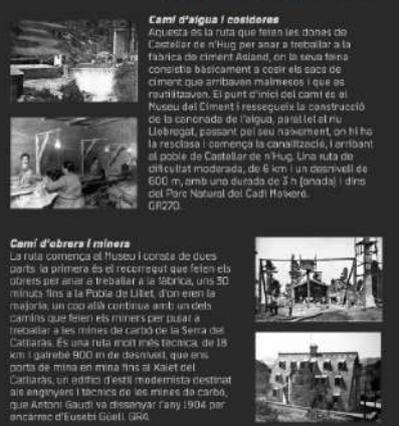 Camí d'aigua i cosidores
Aquesta és la ruta que feien les dones de
Castellar de n'Hug per anar a treballar a la
fàbrica de ciment Asland, on la seva feina
consistia bàsicament a cosir els sacs de
ciment que arribaven malmesos i que es
reutilitzaven. El punt d'inici del camí és el
Museu del Ciment i ressegueix la construcció
de la canonada de l'aigua, paral·lel al riu
Llobregat, passant pel seu naixement, on hi ha
la resclosa i comença la canalització, i arribant
al poble de Castellar de n'Hug. Una ruta de
dificultat moderada, de 6 km i un desnivell de
600 m, amb una durada de 3 h (anada) i dins
del Parc Natural del Cadí Moixeró.
GR270.
Camí d'obrers i miners
La ruta comença al Museu i consta de dues
parts: la primera és el recorregut que feien els
obrers per anar a treballar a la fàbrica, uns 30
minuts fins a la Pobla de Lillet, d'on eren la
majoria, un cop allà continua amb un dels
camins que feien els miners per pujar a
treballar a les mines de carbó de la Serra del
Catllaràs. És una ruta molt més tècnica, de 18
km i gairebé 900 m de desnivell, que ens
porta de mina en mina fins al Xalet del
Catllaràs, un edifici d'estil modernista destinat
als enginyers i tècnics de les mines de carbó,
que Antoni Gaudí va dissenyar l'any 1904 per
encàrrec d'Eusebi Güell. GR4.